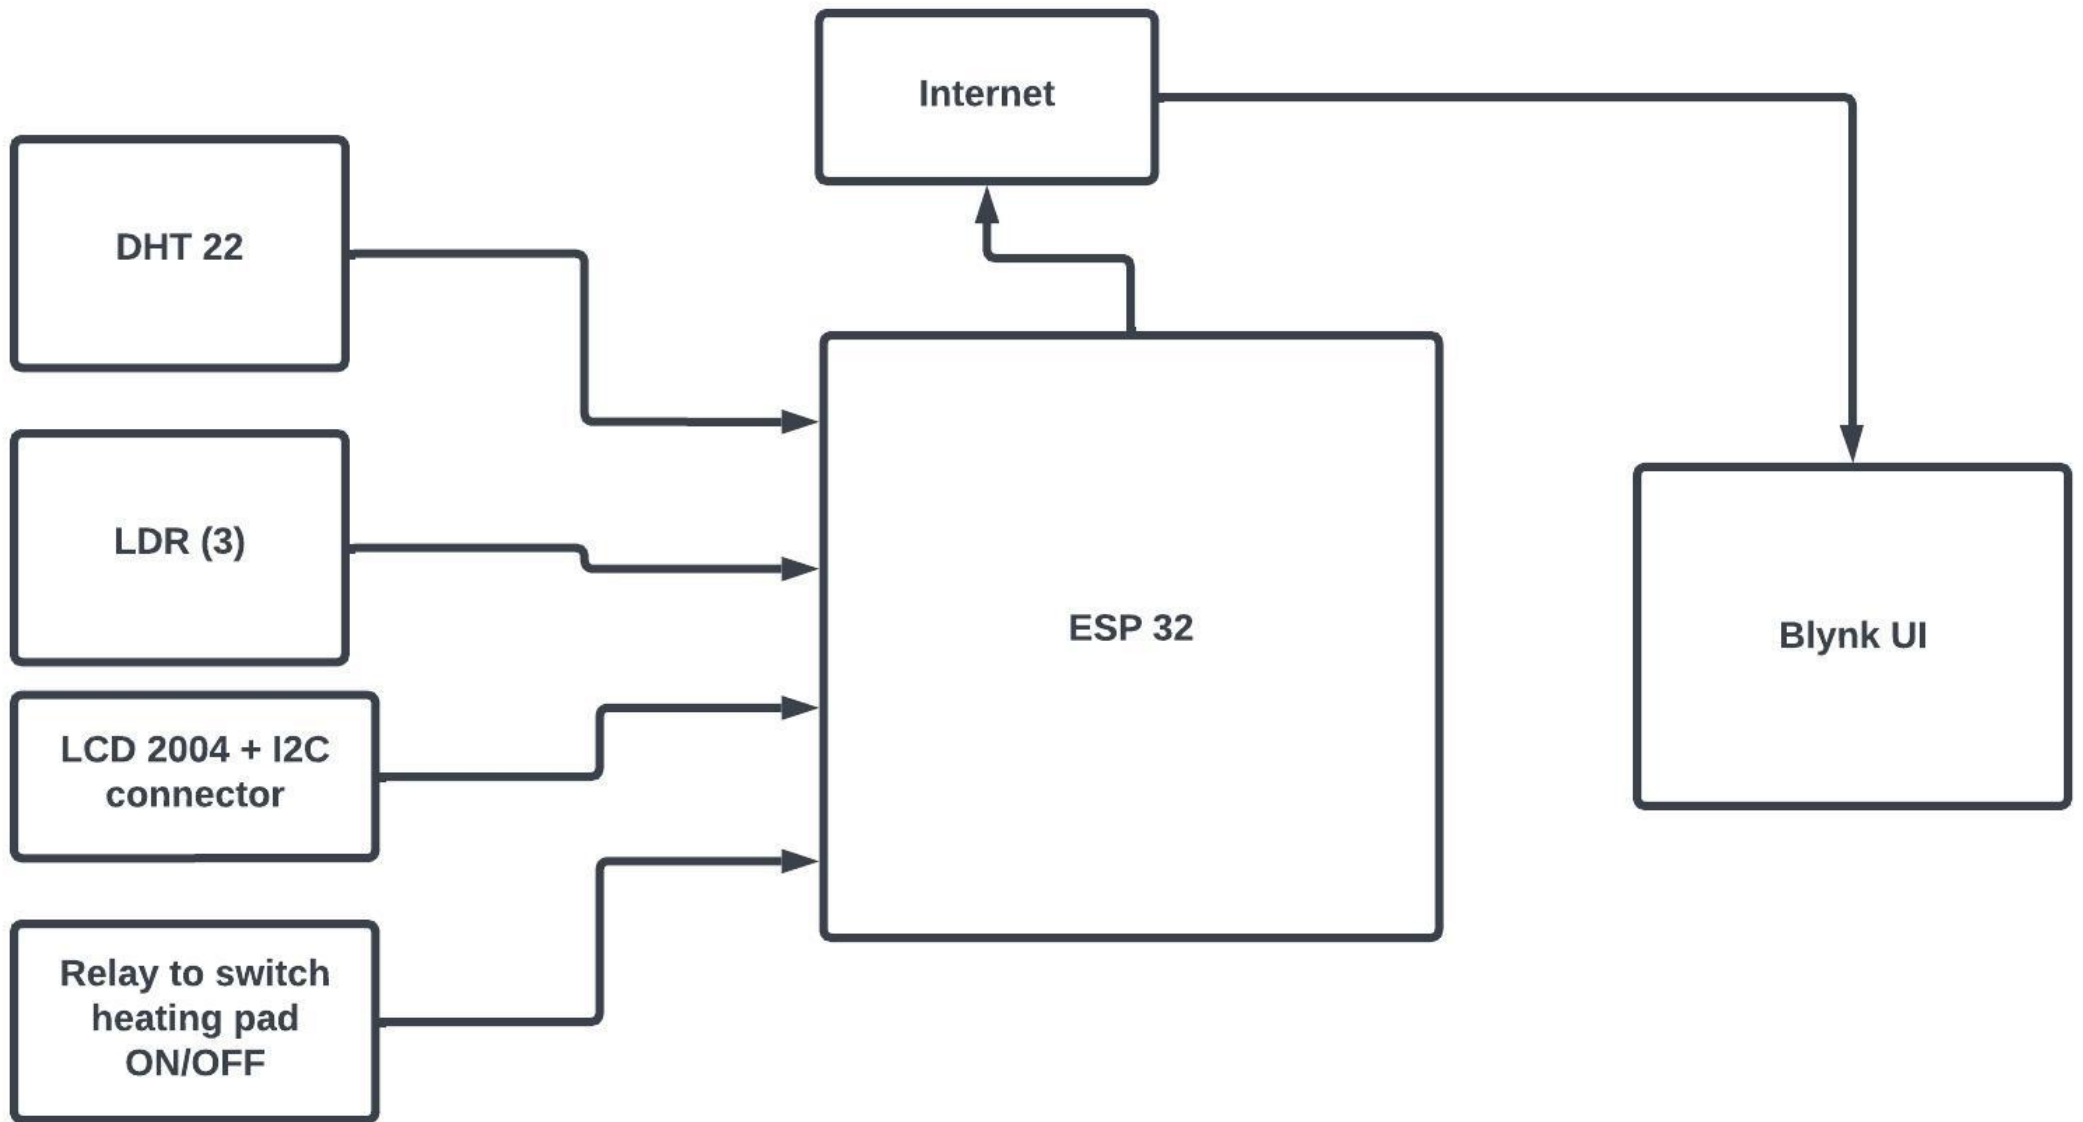 Internet
DHT 22
LDR (3)
ESP 32
Blynk UI
LCD 2004 + I2C
connector
Relay to switch
heating pad
ON/OFF